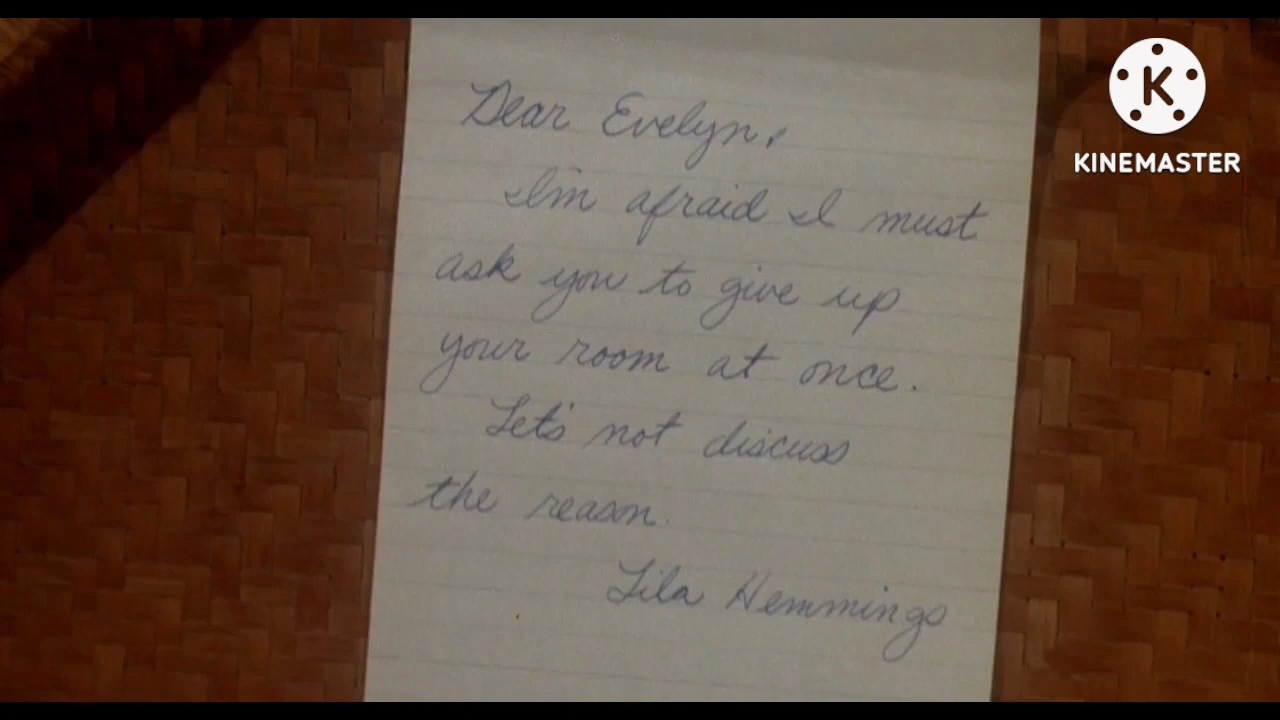 Dear Evelyn,
I'm afraid I must
ask you to give up
your room at once.
Let's not discuss
the reason.
Lila Hemmings
K
KINEMASTER